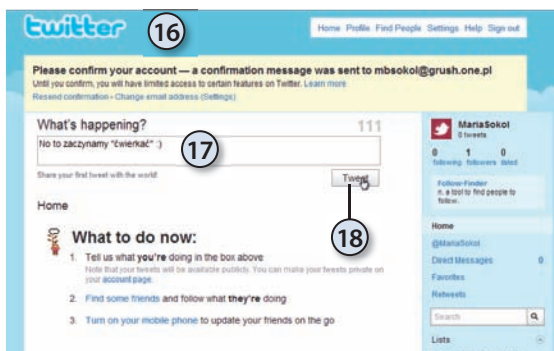 twitter
16
Home Profile Find People Settings Help Sign out
Please confirm your account — a confirmation message was sent to mbsokol@grush.one.pl
Until you confirm, you will have limited access to certain features on Twitter. Learn more
Resend confirmation · Change email address (Settings)
What's happening?
111
No to zaczynamy "ćwierkać" :)
17
Share your first tweet with the world!
Tweet
18
Home
What to do now:
1. Tell us what you're doing in the box above
Note that your tweets will be available publicly. You can make your tweets private on
your account page.
2. Find some friends and follow what they're doing
3. Turn on your mobile phone to update your friends on the go
MariaSokol
0 tweets
0 1 0
following followers listed
Follow-Finder
n. a tool to find people to
follow.
Home
@MariaSokol
Direct Messages 0
Favorites
Retweets
Search
Lists